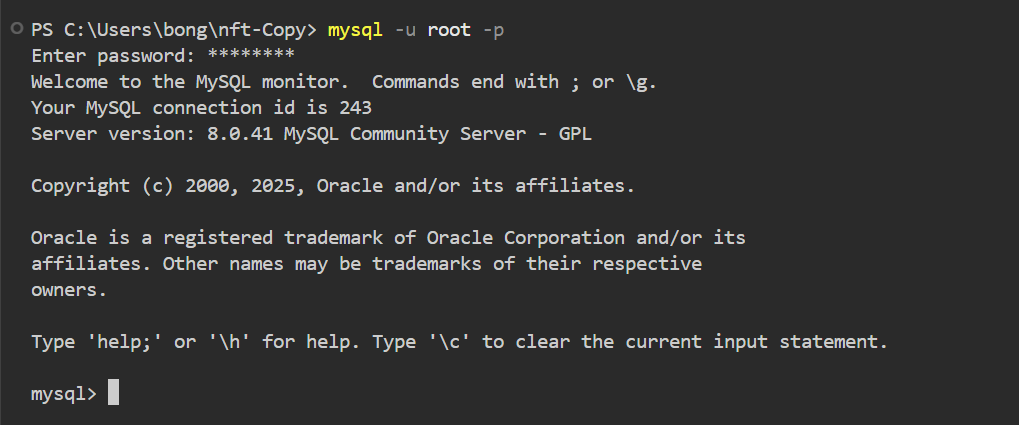 PS C:\Users\bong\nft-Copy> mysql -u root -p
Enter password: ********
Welcome to the MySQL monitor.  Commands end with ; or \g.
Your MySQL connection id is 243
Server version: 8.0.41 MySQL Community Server - GPL

Copyright (c) 2000, 2025, Oracle and/or its affiliates.

Oracle is a registered trademark of Oracle Corporation and/or its
affiliates. Other names may be trademarks of their respective
owners.

Type 'help;' or '\h' for help. Type '\c' to clear the current input statement.

mysql>